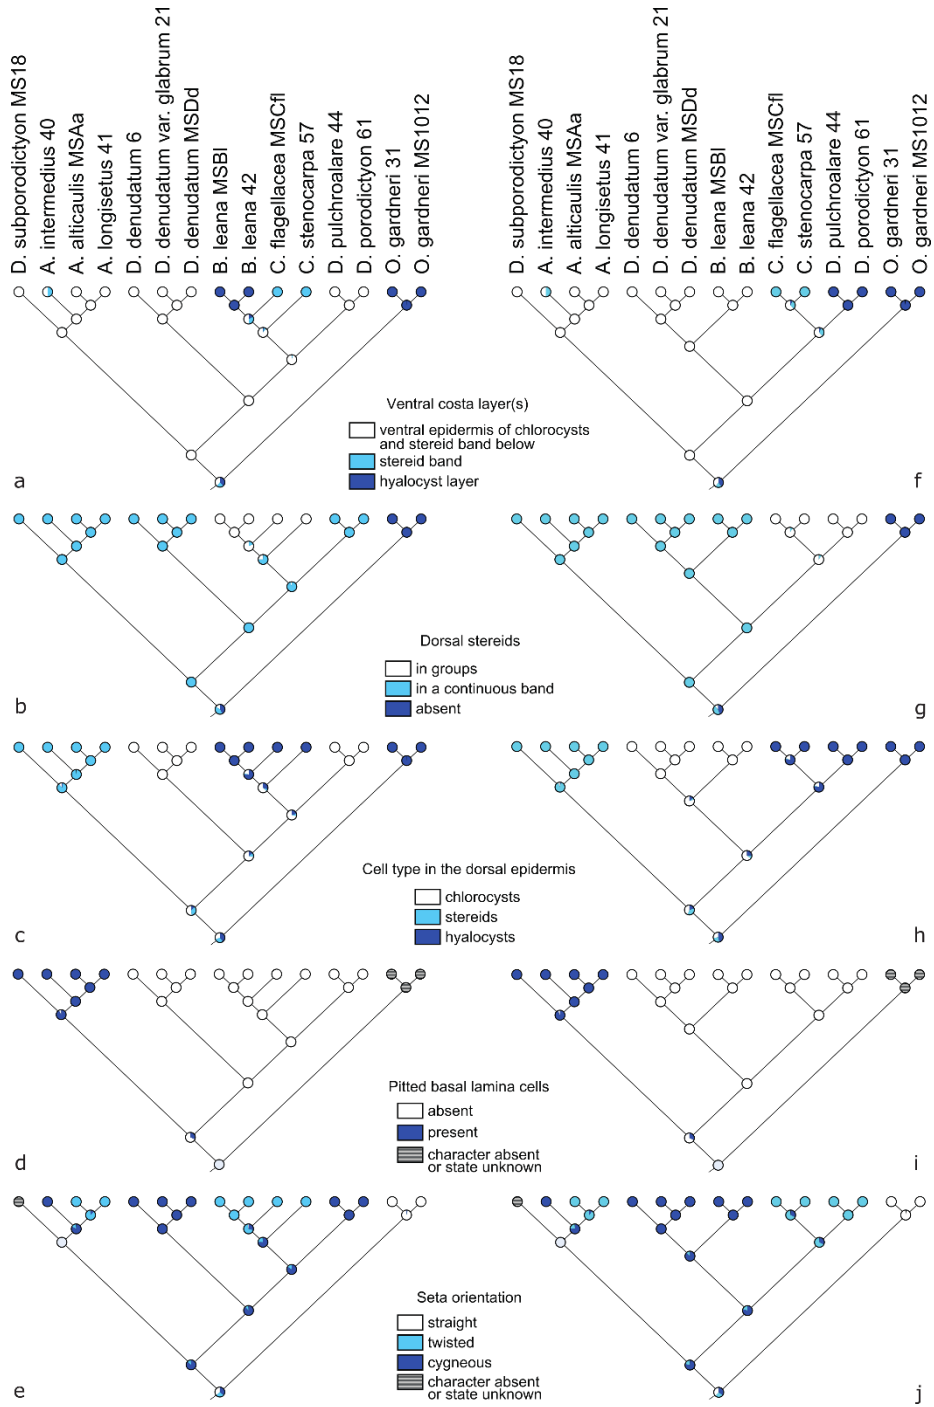 D. subporodictyon MS18
A. intermedius 40
A. alticaulis MSAa
A. longisetus 41
D. denudatum 6
D. denudatum var. glabrum 21
D. denudatum MSDd
B. leana MSBl
B. leana 42
C. flagellacea MSCfl
C. stenocarpa 57
D. pulchroalare 44
D. porodictyon 61
O. gardneri 31
O. gardneri MS1012
D. subporodictyon MS18
A. intermedius 40
A. alticaulis MSAa
A. longisetus 41
D. denudatum 6
D. denudatum var. glabrum 21
D. denudatum MSDd
B. leana MSBl
B. leana 42
C. flagellacea MSCfl
C. stenocarpa 57
D. pulchroalare 44
D. porodictyon 61
O. gardneri 31
O. gardneri MS1012
Ventral costa layer(s)
ventral epidermis of chlorocysts
and stereid band below
stereid band
hyalocyst layer
a
f
Dorsal stereids
in groups
in a continuous band
absent
b
g
Cell type in the dorsal epidermis
chlorocysts
stereids
hyalocysts
c
h
Pitted basal lamina cells
absent
present
character absent
or state unknown
d
i
Seta orientation
straight
twisted
cygneous
character absent
or state unknown
e
j